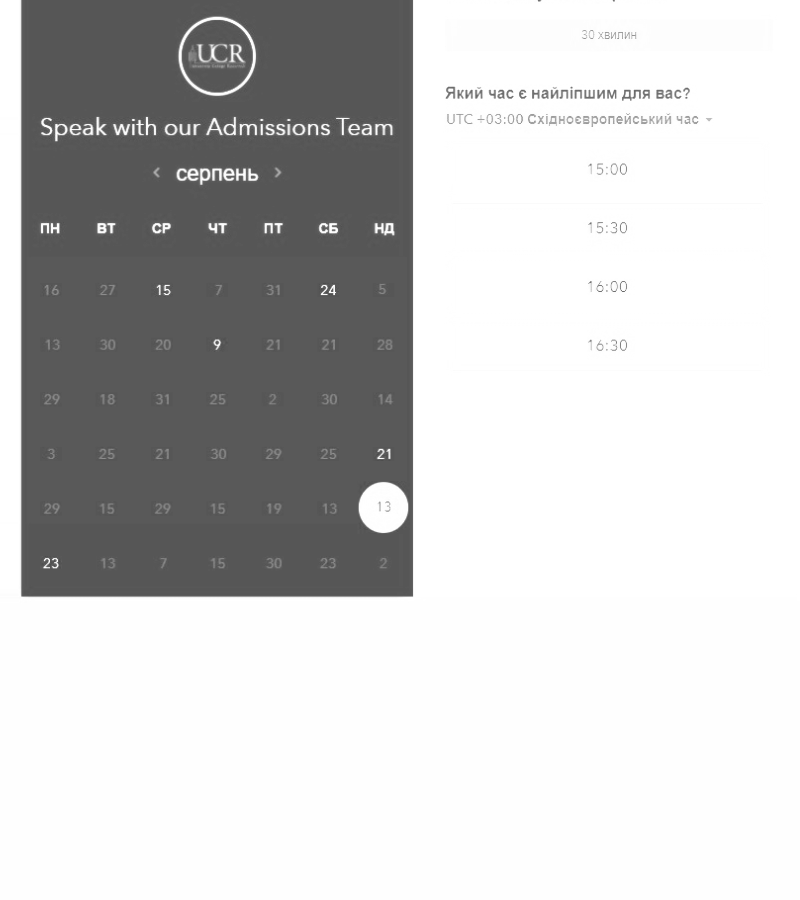 UCR
Speak with our Admissions Team
серпень
ПН ВТ СР ЧТ ПТ СБ НД
16 27 15 7 31 24 5
13 30 20 9 21 21 28
29 18 31 25 2 30 14
3 25 21 30 29 25 21
29 15 29 15 19 13 13
23 13 7 15 30 23 2
30 хвилин
Який час є найліпшим для вас?
UTC +03:00 Східноєвропейський час
15:00
15:30
16:00
16:30